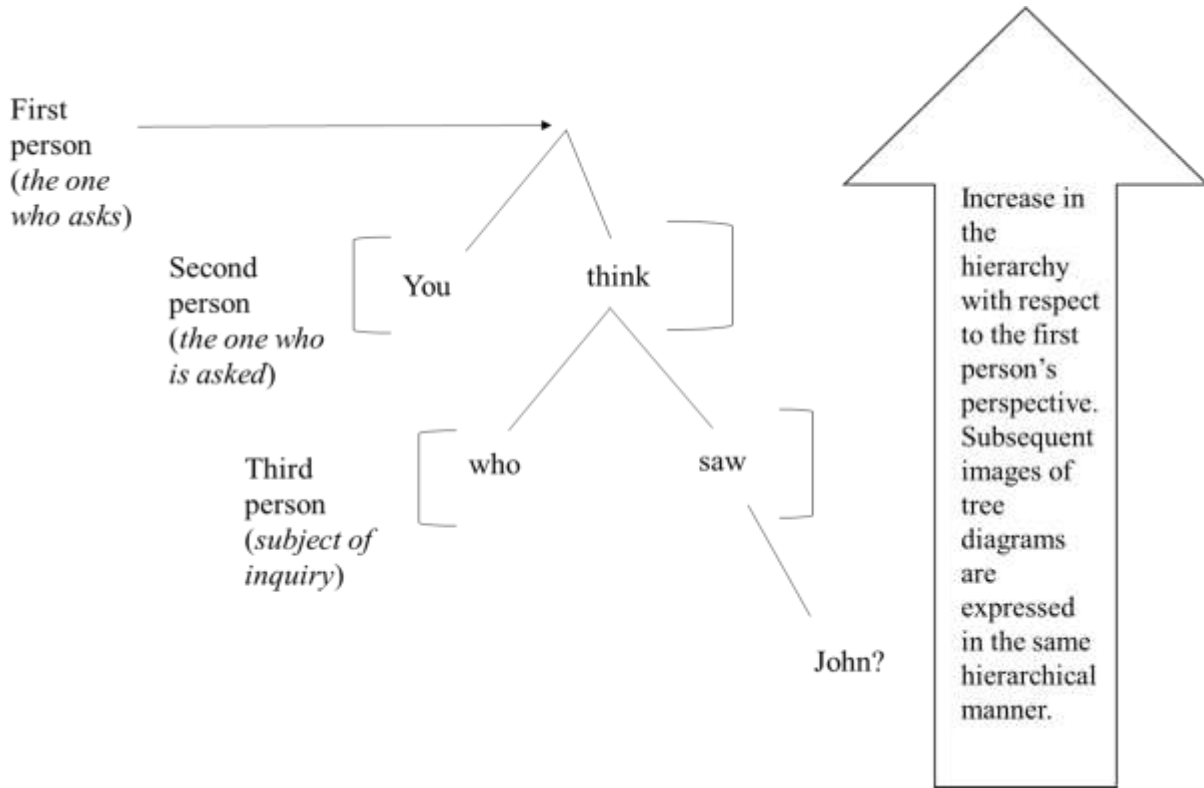 First
person
(the one
who asks)
Second
person
(the one who
is asked)
You
think
Third
person
(subject of
inquiry)
who
saw
John?
Increase in
the
hierarchy
with respect
to the first
person’s
perspective.
Subsequent
images of
tree
diagrams
are
expressed
in the same
hierarchical
manner.